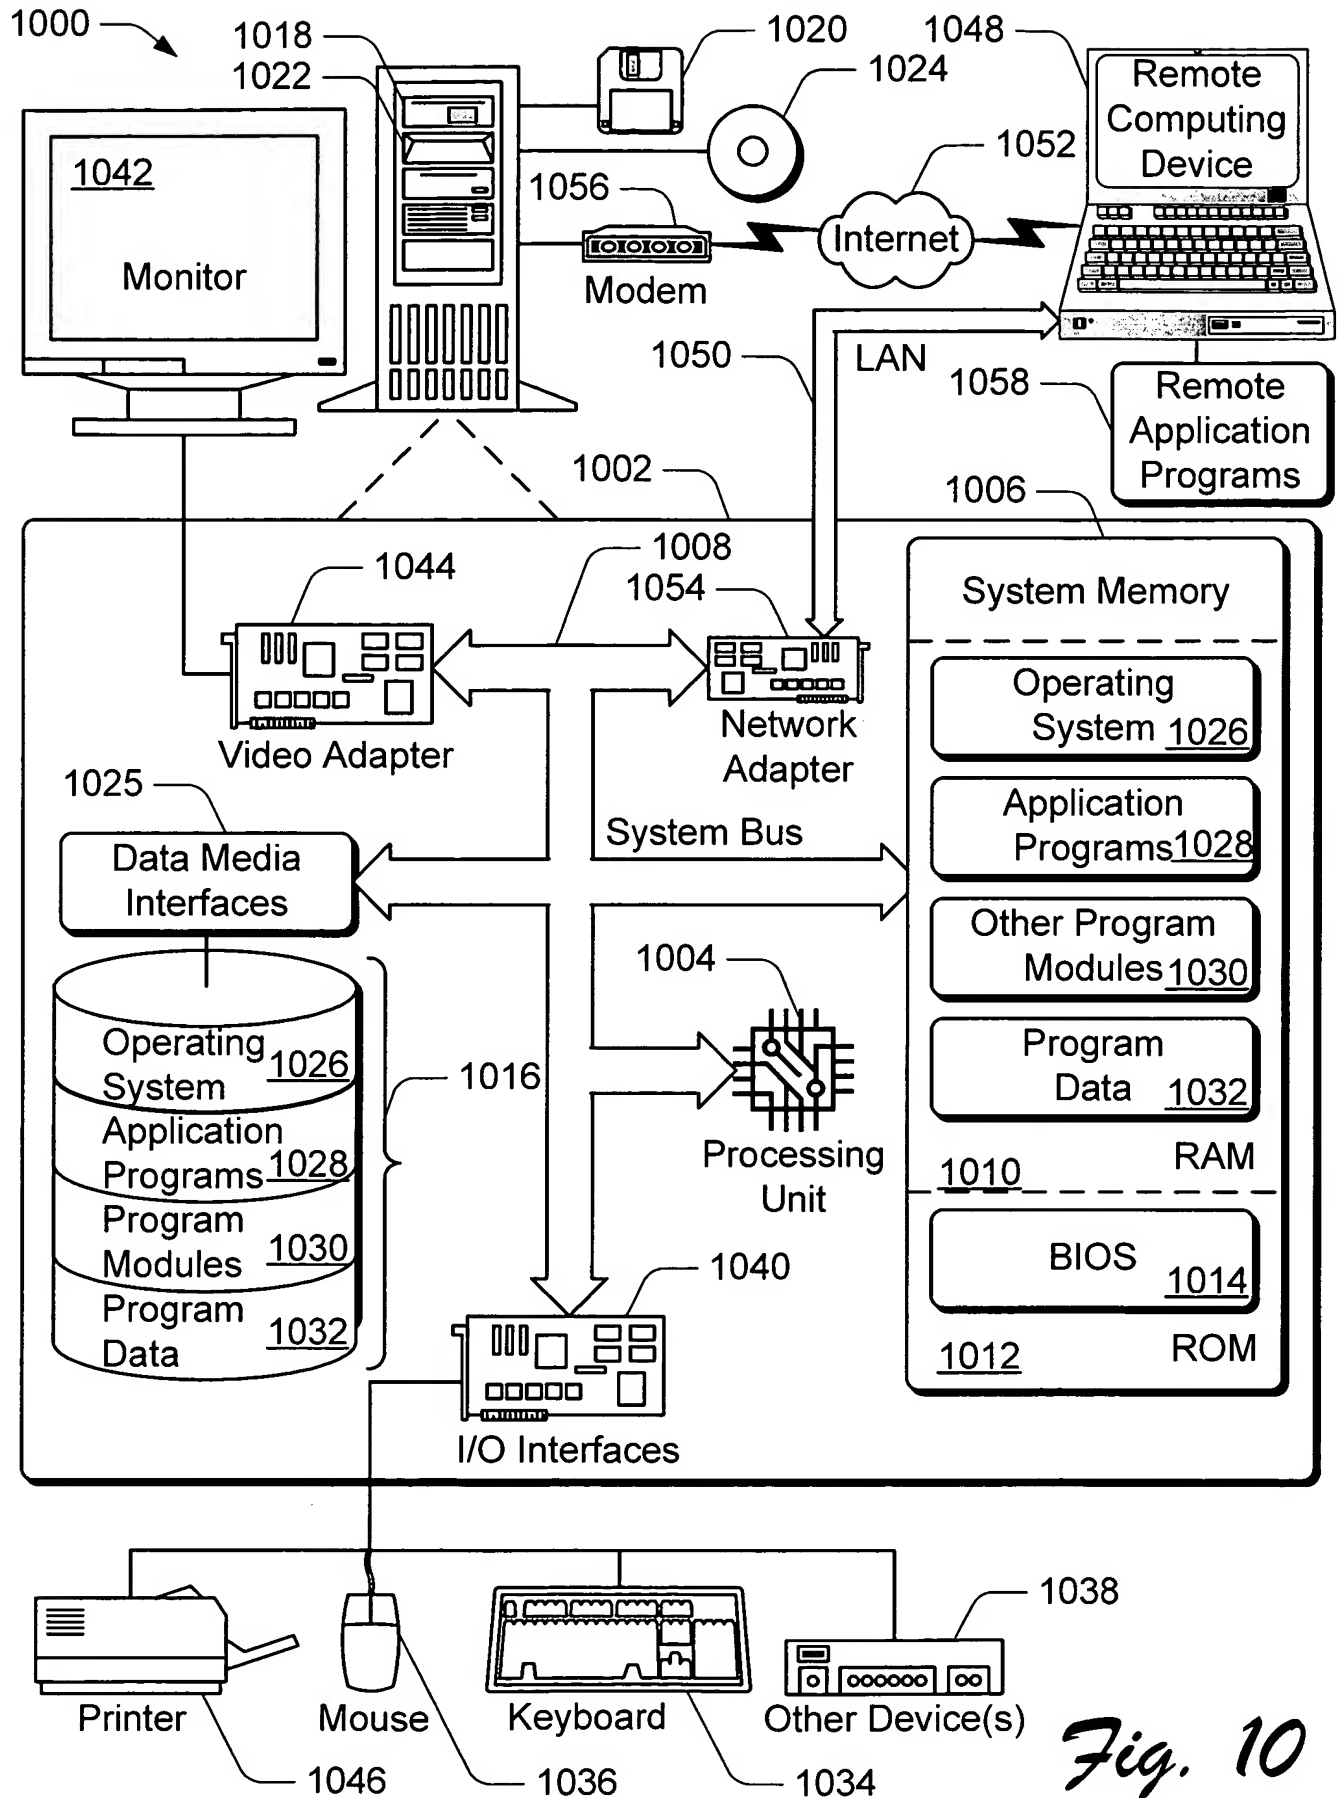 1000
1018
1022
1020
1024
1048
Remote
Computing
Device
1042
Monitor
1056
Modem
1052
Internet
1050
LAN
1058
Remote
Application
Programs
1002
1006
1044
1008
1054
System Memory
Video Adapter
Network
Adapter
Operating
System 1026
1025
Data Media
Interfaces
System Bus
Application
Programs 1028
Other Program
Modules 1030
1004
Processing
Unit
Program
Data 1032
1010 RAM
Operating
System 1026
1016
Application
Programs 1028
Program
Modules 1030
Program
Data 1032
BIOS
1014
1012 ROM
1040
I/O Interfaces
1038
Printer
Mouse
Keyboard
Other Device(s)
1046
1036
1034
Fig. 10